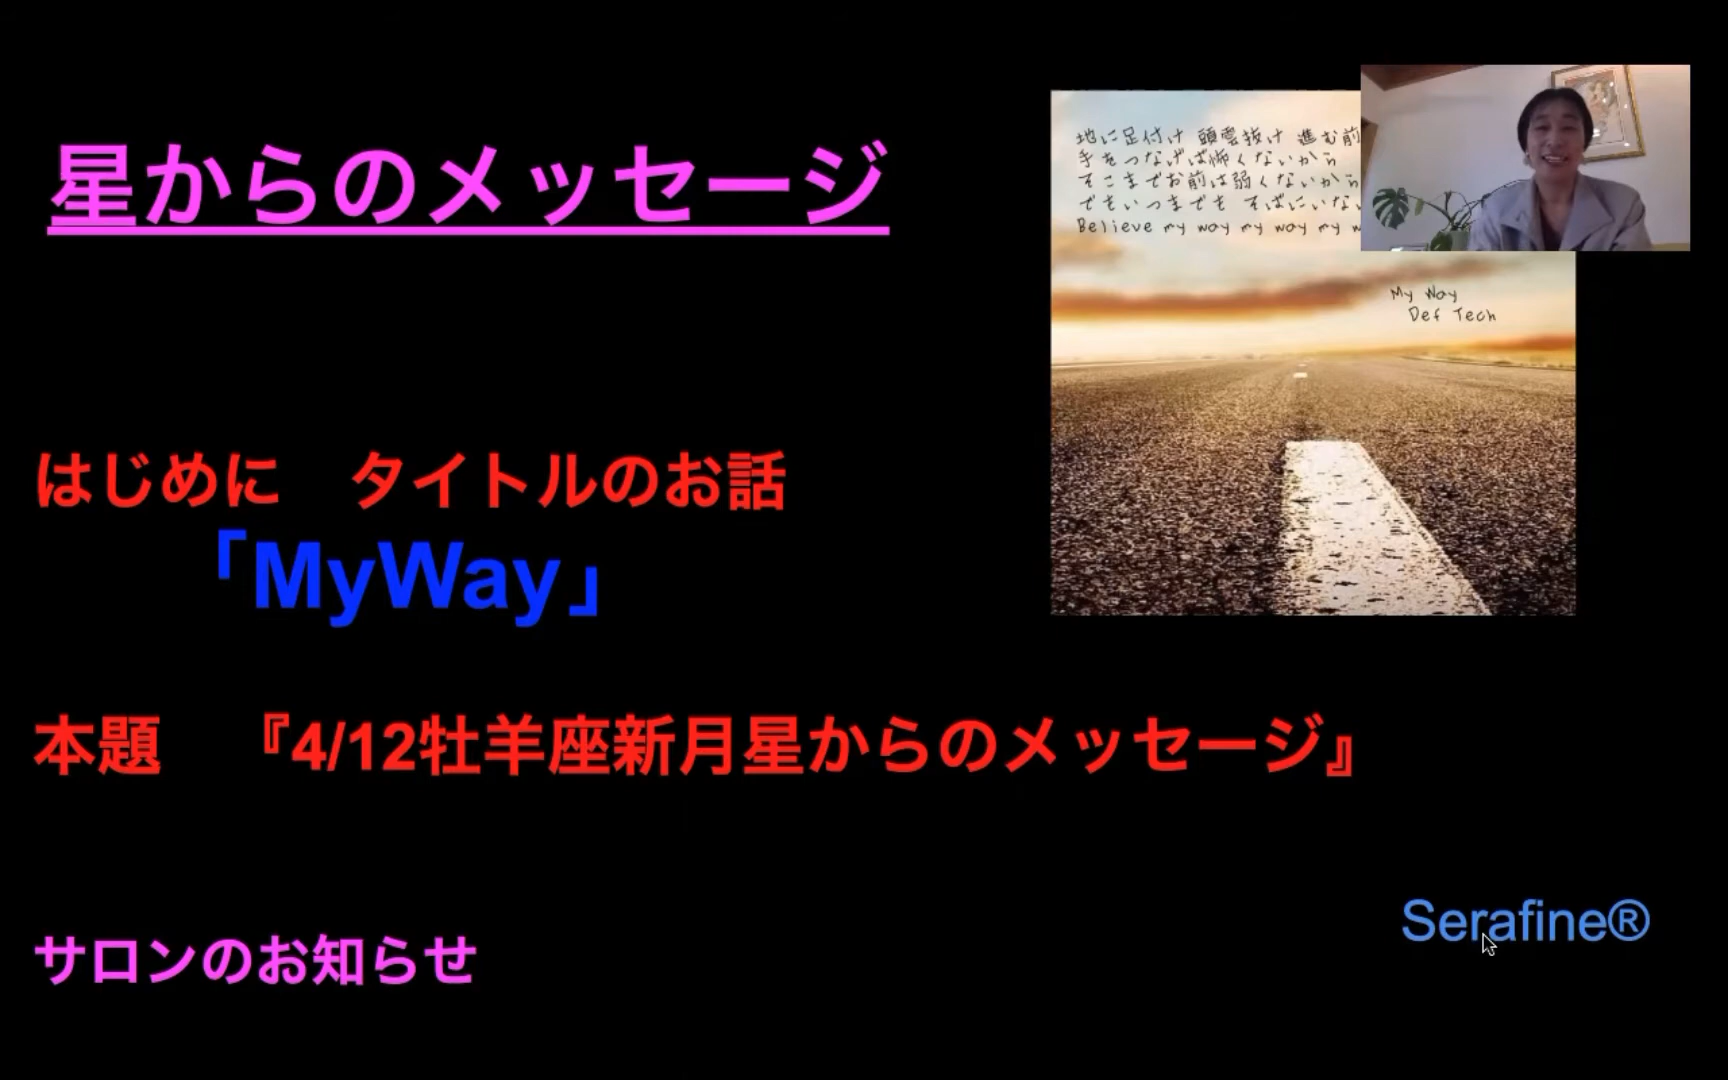 星からのメッセージ
地に足付け 頭雲抜け 進む前
手をつなげば怖くないから
そこまでお前は弱くないから
でもいつまでも そばにいない
Believe my way my way my w
My Way
Def Tech
はじめに　タイトルのお話
「MyWay」
本題　『4/12牡羊座新月星からのメッセージ』
Serafine®
サロンのお知らせ